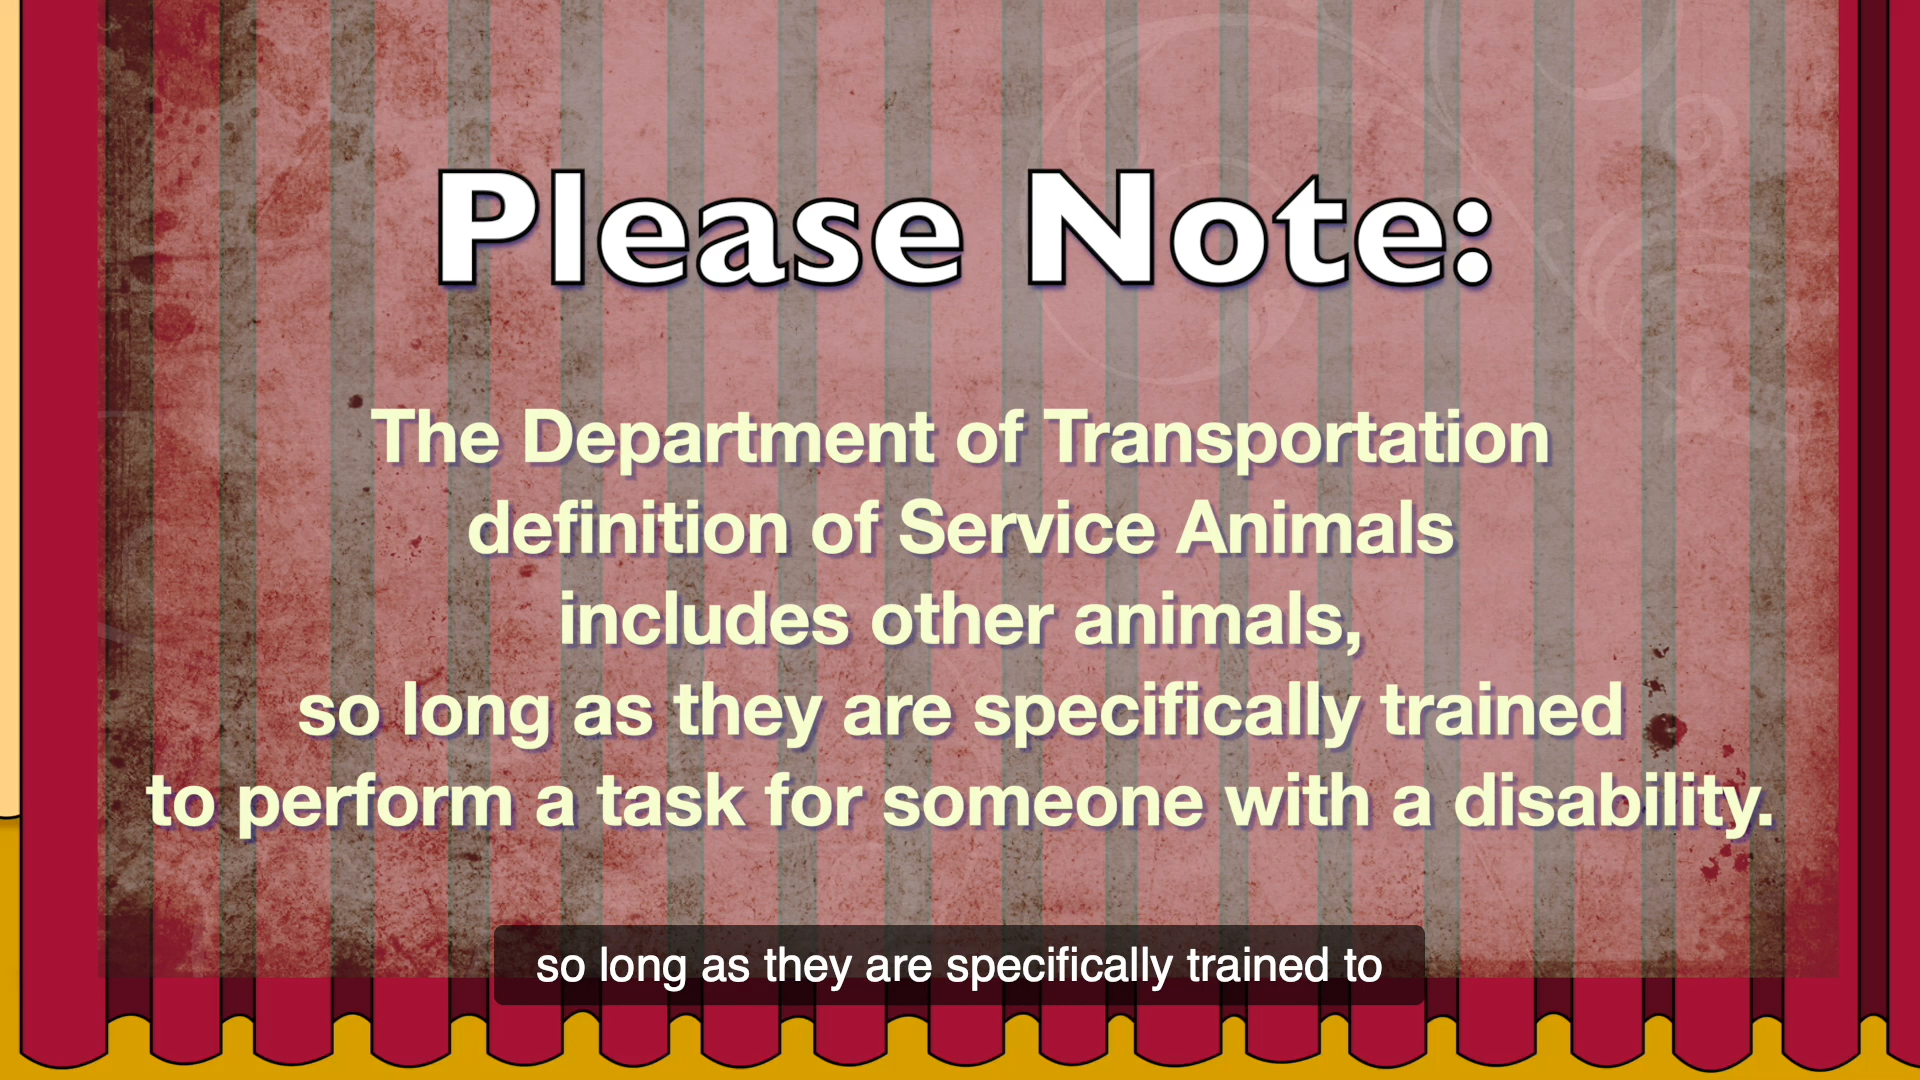 Please Note:
The Department of Transportation
definition of Service Animals
includes other animals,
so long as they are specifically trained
to perform a task for someone with a disability.
so long as they are specifically trained to